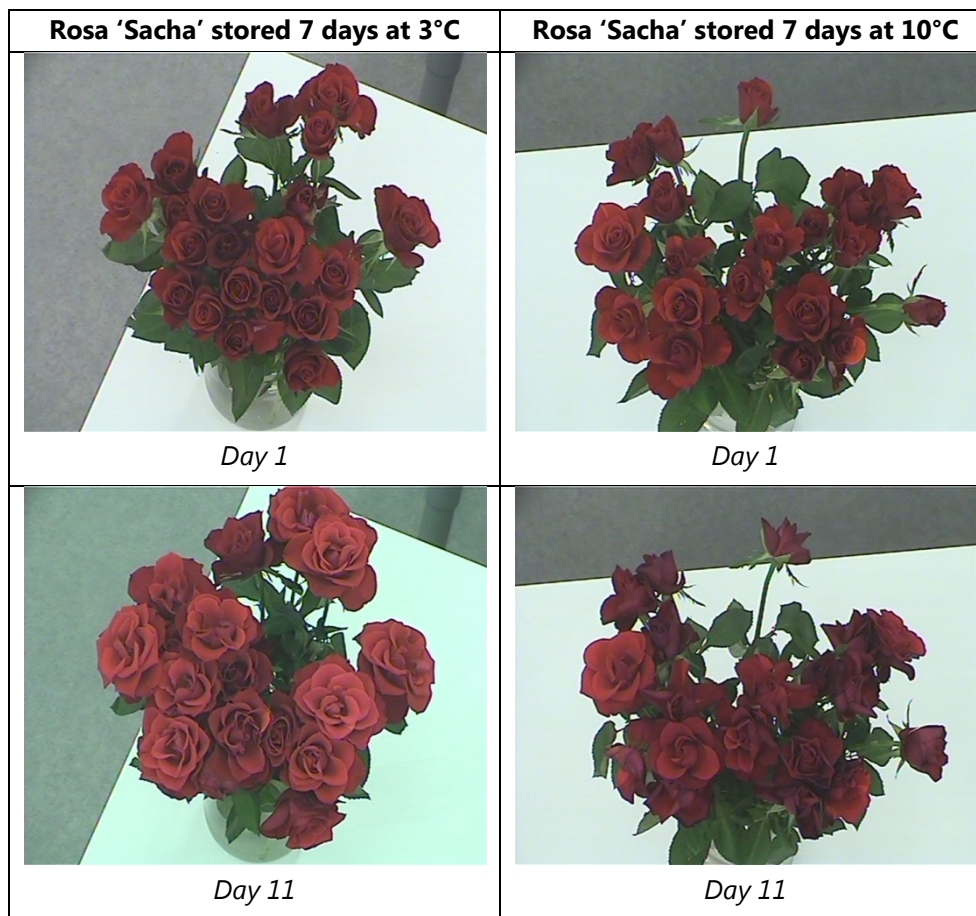 Rosa ‘Sacha’ stored 7 days at 3°C
Rosa ‘Sacha’ stored 7 days at 10°C
Day 1
Day 1
Day 11
Day 11